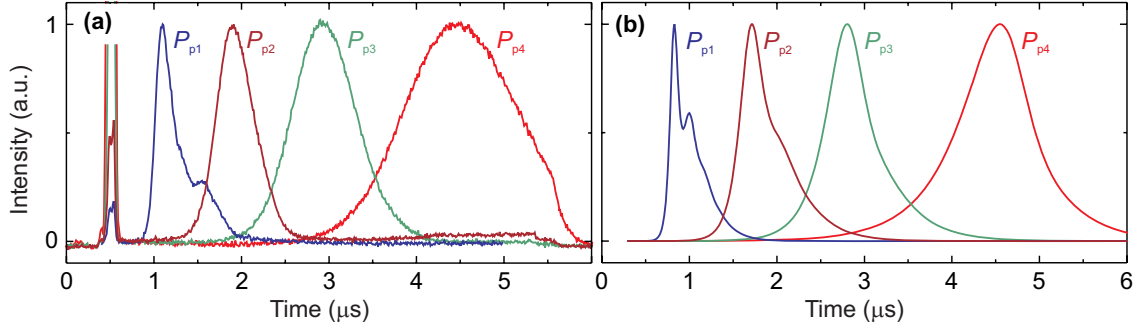 (a)
P_p1 P_p2 P_p3 P_p4
1
0
Intensity (a.u.)
0 1 2 3 4 5
Time (μs)
(b)
P_p1 P_p2 P_p3 P_p4
0 1 2 3 4 5 6
Time (μs)